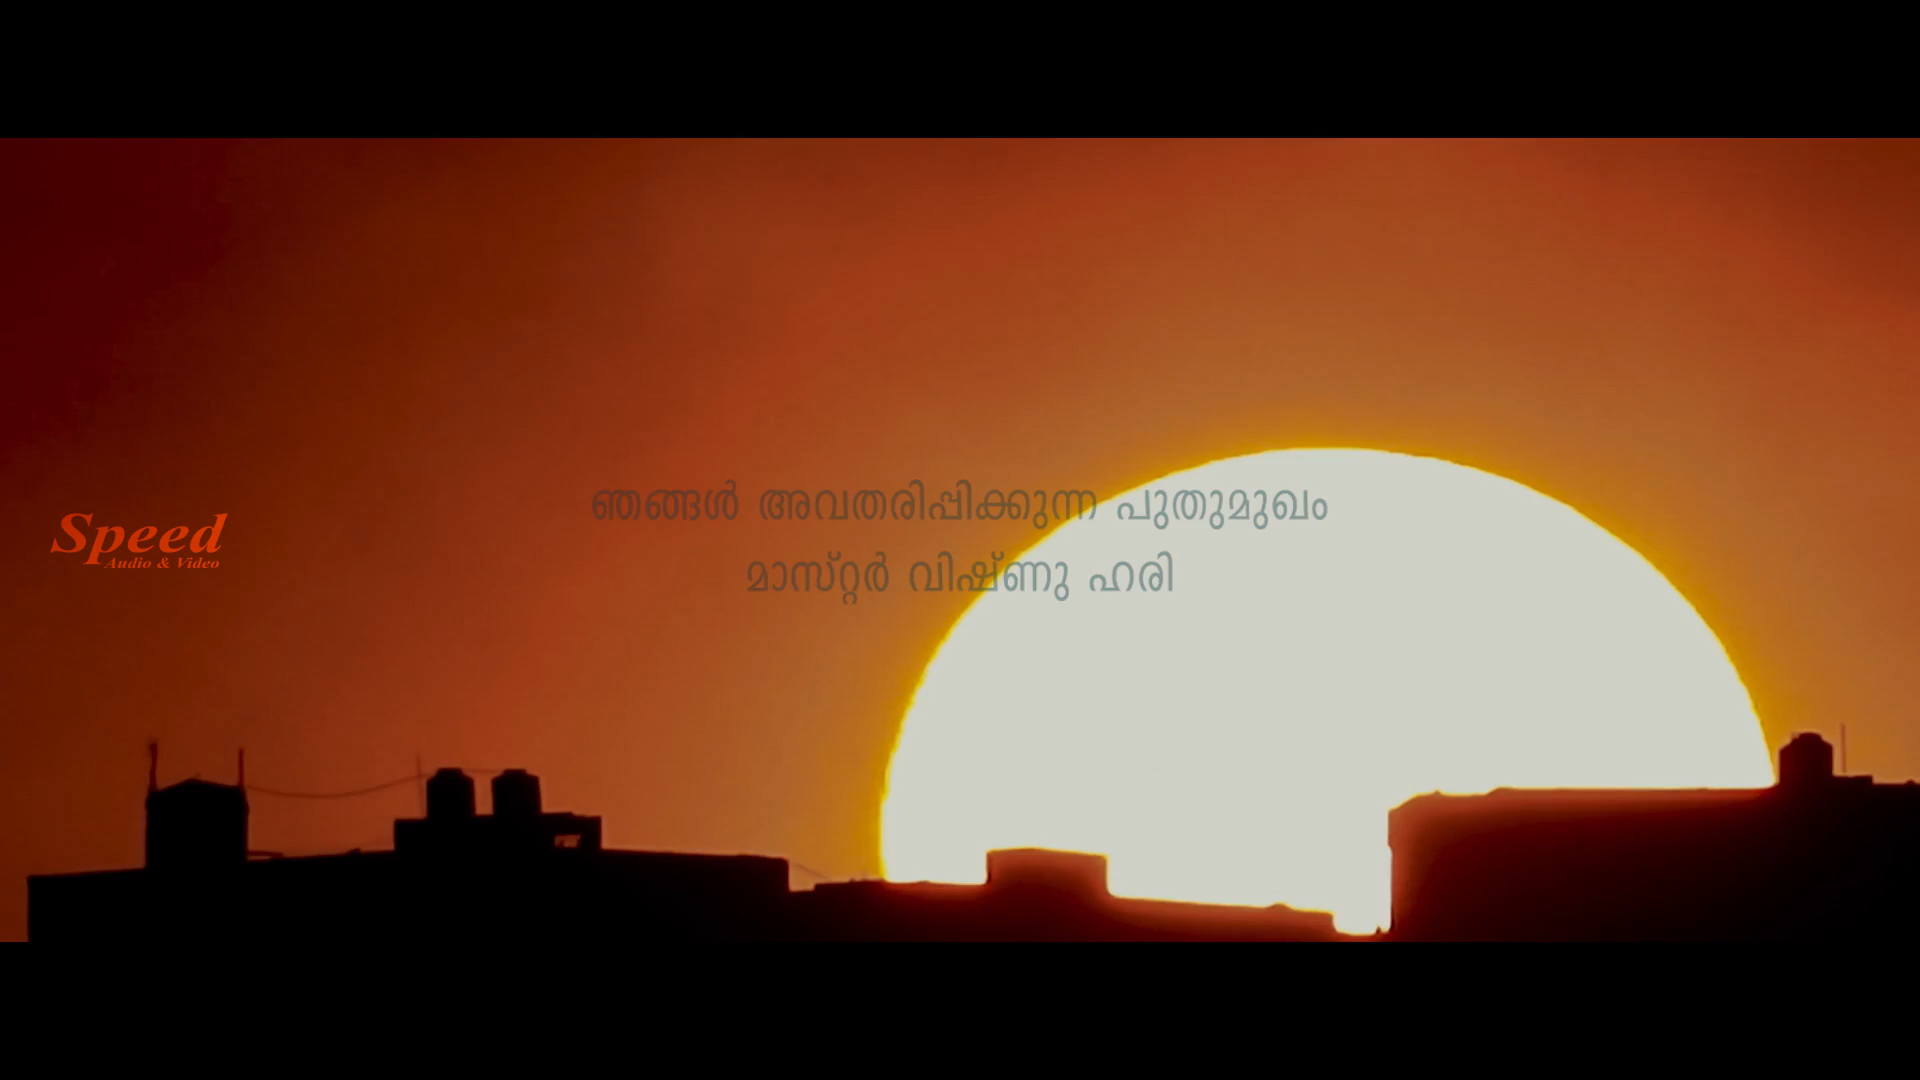 ഞങ്ങൾ അവതരിപ്പിക്കുന്ന പുതുമുഖം
മാസ്റ്റർ വിഷ്ണു ഹരി
Speed
Audio & Video